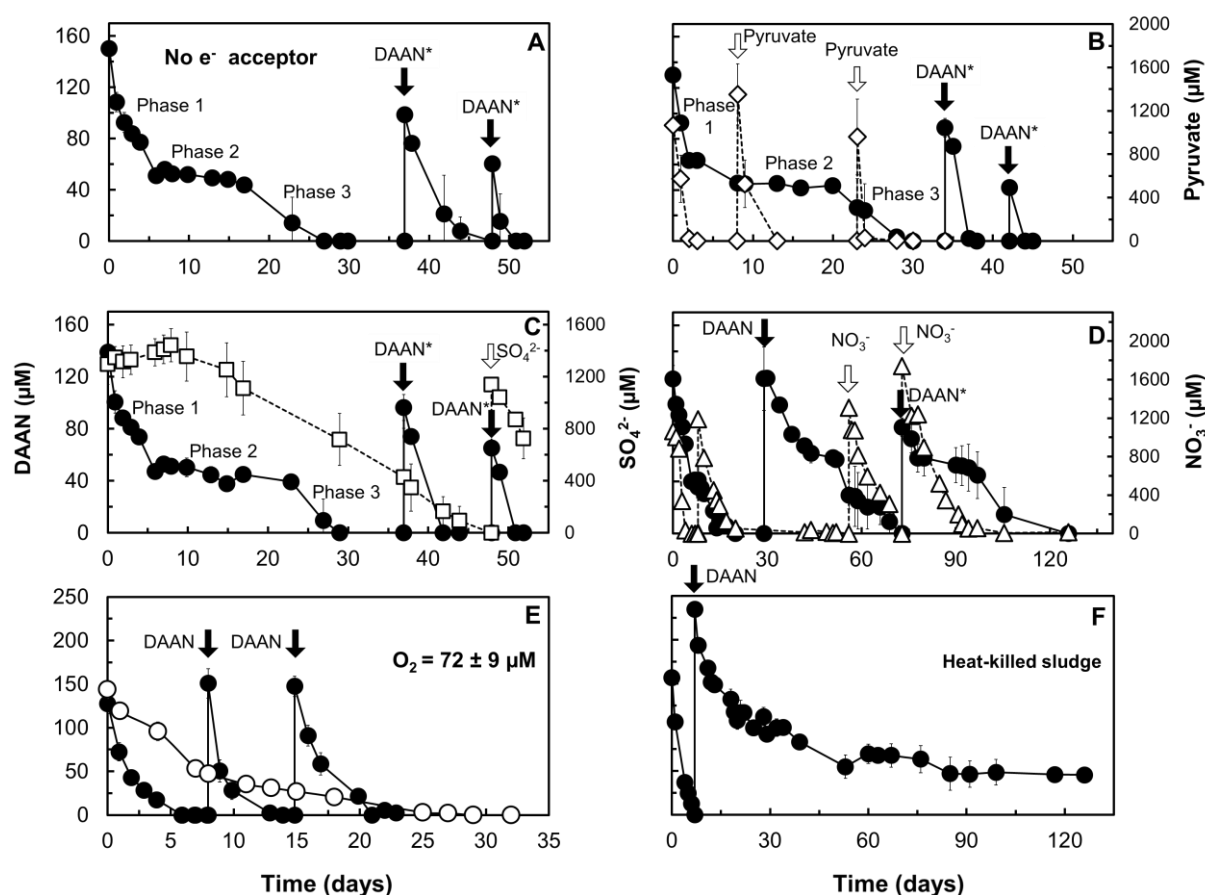 160
120
80
40
0
No e⁻ acceptor
A
DAAN*
DAAN*
Phase 1
Phase 2
Phase 3
0 10 20 30 40 50
Pyruvate
Pyruvate
B
DAAN*
DAAN*
Phase
1
Phase 2
Phase 3
2000
1600
1200
800
400
0
Pyruvate (µM)
0 10 20 30 40 50
DAAN (µM)
160
120
80
40
0
C
DAAN*
SO₄²⁻
DAAN*
Phase 1
Phase 2
Phase 3
1600
1200
800
400
0
SO₄²⁻ (µM)
0 10 20 30 40 50
DAAN
NO₃⁻
NO₃⁻
D
DAAN*
2000
1600
1200
800
400
0
NO₃⁻ (µM)
0 30 60 90 120
250
200
150
100
50
0
E
DAAN DAAN
O₂ = 72 ± 9 µM
0 5 10 15 20 25 30 35
Time (days)
DAAN
F
Heat-killed sludge
0 30 60 90 120
Time (days)